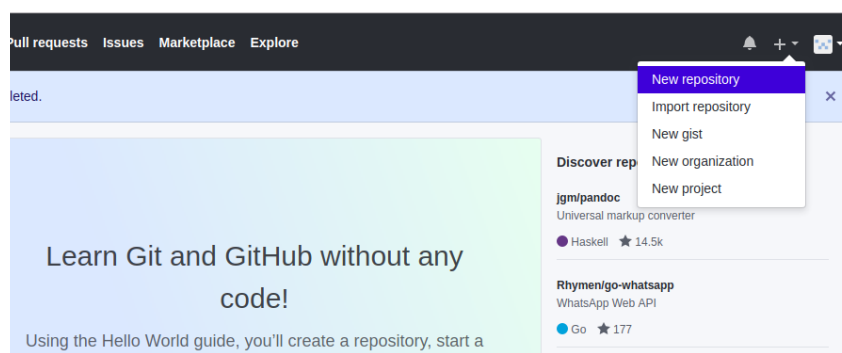 Pull requests Issues Marketplace Explore
New repository
leted.
Import repository
New gist
New organization
New project
Discover rep
jgm/pandoc
Universal markup converter
Haskell 14.5k
Learn Git and GitHub without any
code!
Rhymen/go-whatsapp
WhatsApp Web API
Go 177
Using the Hello World guide, you'll create a repository, start a